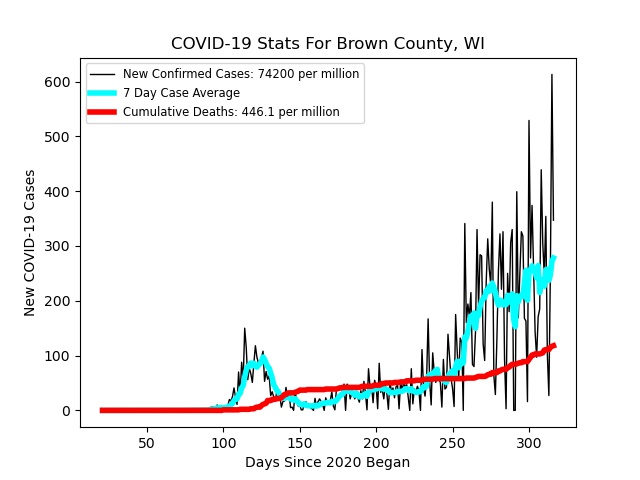 COVID-19 Stats For Brown County, WI
New Confirmed Cases: 74200 per million
7 Day Case Average
Cumulative Deaths: 446.1 per million
New COVID-19 Cases
600
500
400
300
200
100
0
50 100 150 200 250 300
Days Since 2020 Began